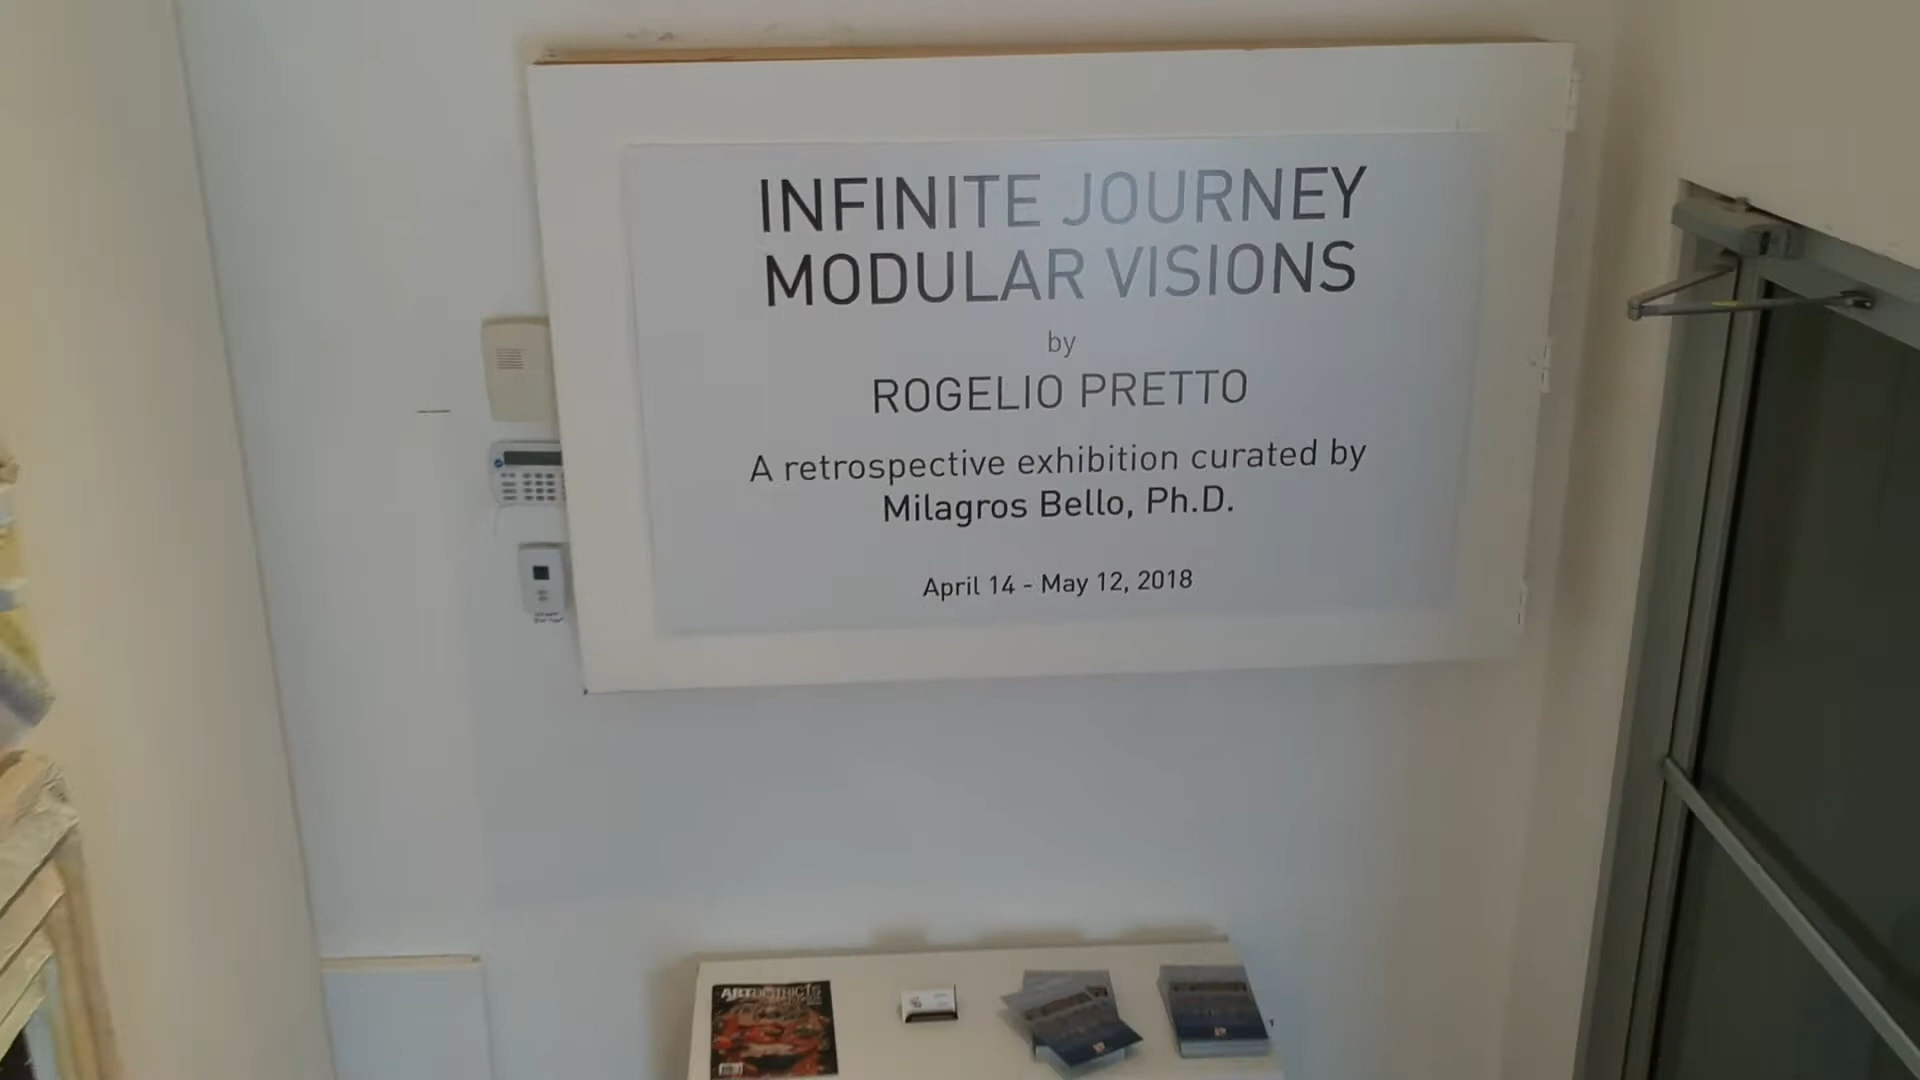 INFINITE JOURNEY
MODULAR VISIONS
by
ROGELIO PRETTO
A retrospective exhibition curated by
Milagros Bello, Ph.D.
April 14 - May 12, 2018
ARTDISTRICTS